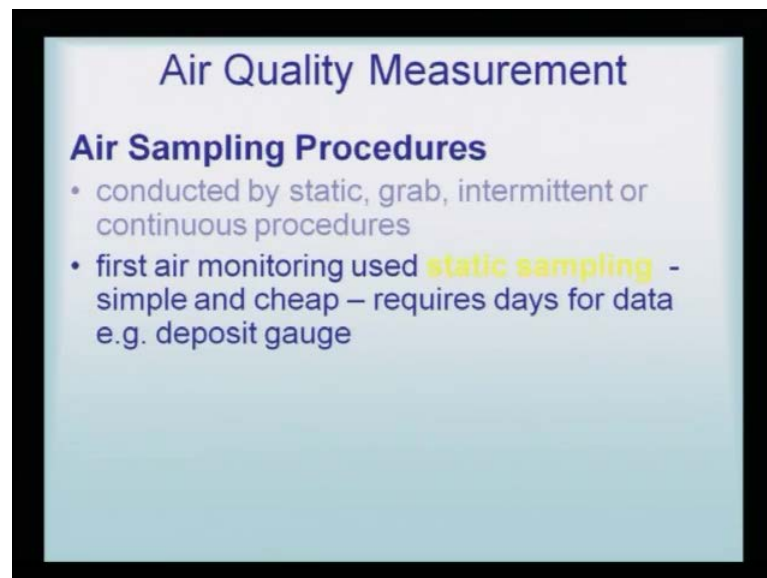 Air Quality Measurement
Air Sampling Procedures
• conducted by static, grab, intermittent or
continuous procedures
• first air monitoring used static sampling -
simple and cheap – requires days for data
e.g. deposit gauge